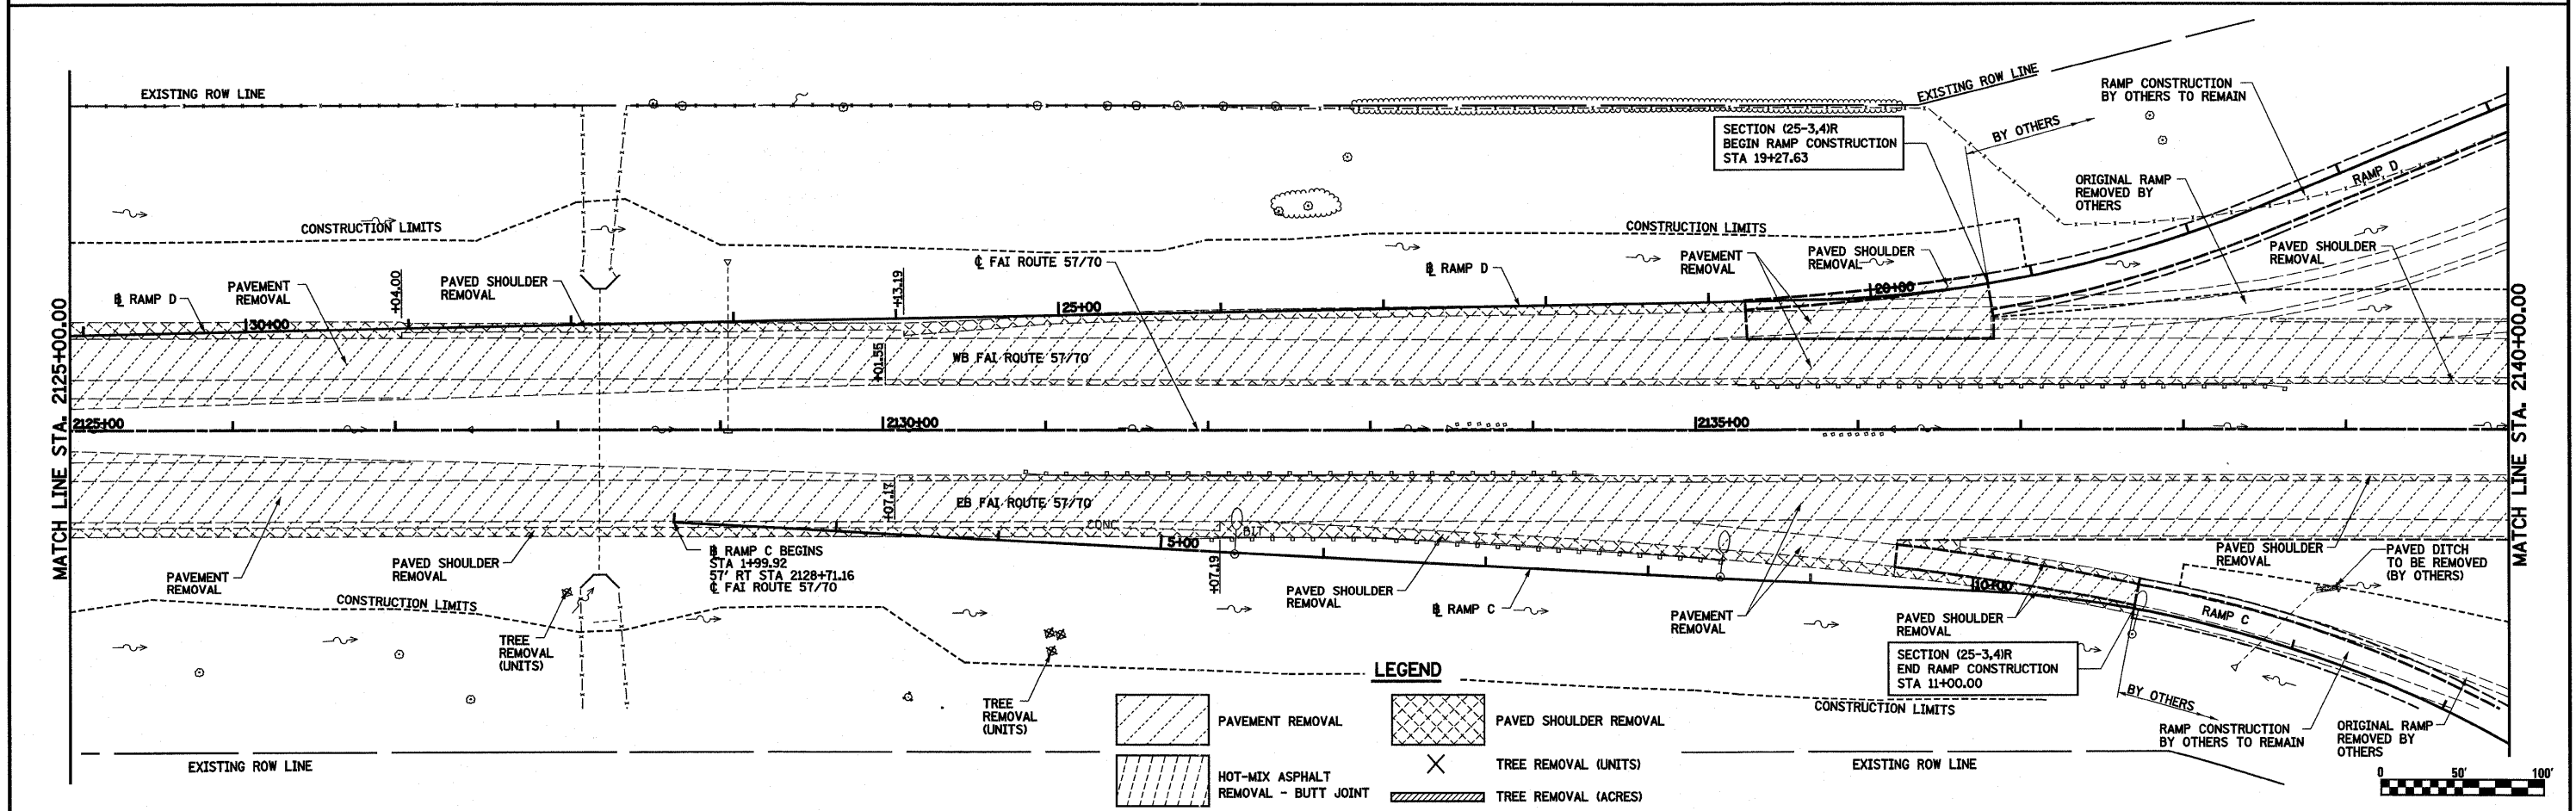 EXISTING ROW LINE
EXISTING ROW LINE
RAMP CONSTRUCTION
BY OTHERS TO REMAIN
SECTION (25-3,4)R
BEGIN RAMP CONSTRUCTION
STA 19+27.63
BY OTHERS
RAMP D
ORIGINAL RAMP
REMOVED BY
OTHERS
CONSTRUCTION LIMITS
CONSTRUCTION LIMITS
℄ FAI ROUTE 57/70
PAVEMENT
REMOVAL
PAVED SHOULDER
REMOVAL
PAVED SHOULDER
REMOVAL
B RAMP D
PAVEMENT
REMOVAL
+04.00
PAVED SHOULDER
REMOVAL
+13.19
B RAMP D
30+00
25+00
20+00
MATCH LINE STA. 2125+00.00
MATCH LINE STA. 2140+00.00
+01.55
WB FAI ROUTE 57/70
2125+00
2130+00
2135+00
+07.17
EB FAI ROUTE 57/70
CONC
BIT
5+00
+07.19
10+00
PAVEMENT
REMOVAL
PAVED SHOULDER
REMOVAL
B RAMP C BEGINS
STA 1+99.92
57' RT STA 2128+71.16
℄ FAI ROUTE 57/70
PAVED SHOULDER
REMOVAL
B RAMP C
PAVEMENT
REMOVAL
PAVED SHOULDER
REMOVAL
PAVED SHOULDER
REMOVAL
PAVED DITCH
TO BE REMOVED
(BY OTHERS)
RAMP C
CONSTRUCTION LIMITS
TREE
REMOVAL
(UNITS)
TREE
REMOVAL
(UNITS)
SECTION (25-3,4)R
END RAMP CONSTRUCTION
STA 11+00.00
BY OTHERS
CONSTRUCTION LIMITS
RAMP CONSTRUCTION
BY OTHERS TO REMAIN
ORIGINAL RAMP
REMOVED BY
OTHERS
LEGEND
PAVEMENT REMOVAL
PAVED SHOULDER REMOVAL
HOT-MIX ASPHALT
REMOVAL - BUTT JOINT
TREE REMOVAL (UNITS)
TREE REMOVAL (ACRES)
EXISTING ROW LINE
EXISTING ROW LINE
0 50' 100'